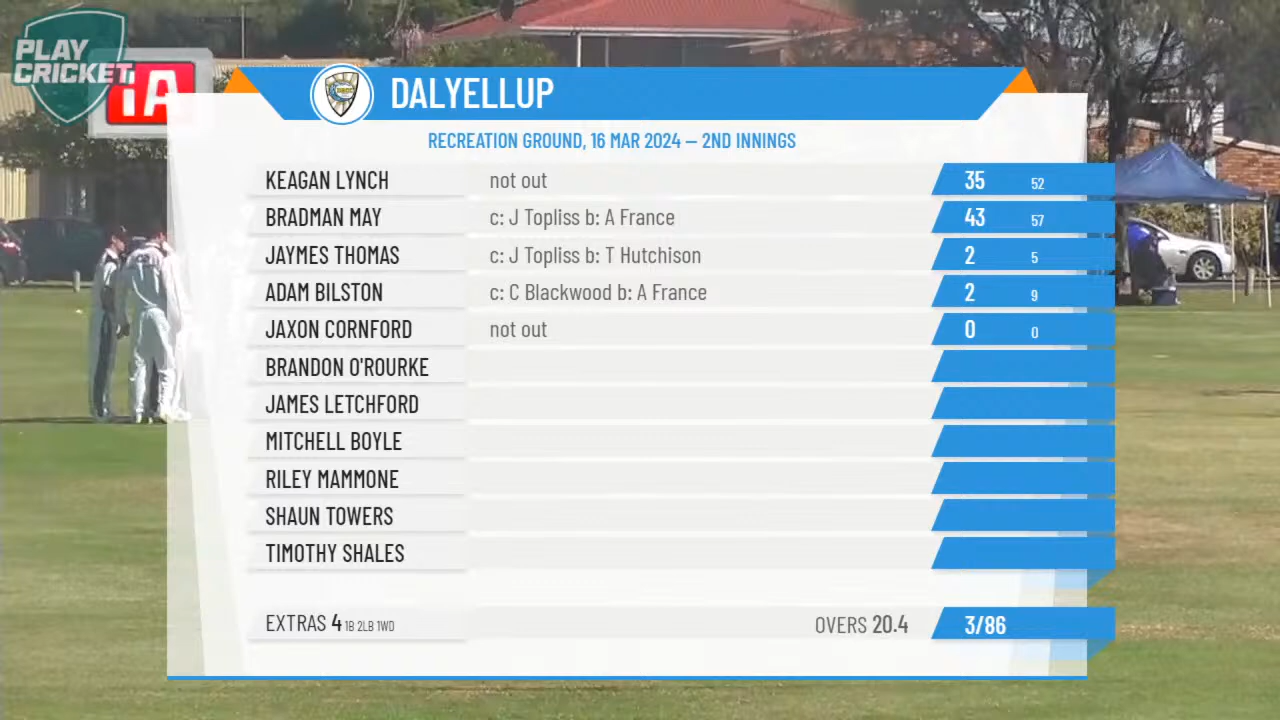 PLAY
CRICKET
iA
DALYELLUP
RECREATION GROUND, 16 MAR 2024 – 2ND INNINGS
KEAGAN LYNCH not out 35 52
BRADMAN MAY c: J Topliss b: A France 43 57
JAYMES THOMAS c: J Topliss b: T Hutchison 2 5
ADAM BILSTON c: C Blackwood b: A France 2 9
JAXON CORNFORD not out 0 0
BRANDON O'ROURKE
JAMES LETCHFORD
MITCHELL BOYLE
RILEY MAMMONE
SHAUN TOWERS
TIMOTHY SHALES
EXTRAS 4 1B 2LB 1WD OVERS 20.4 3/86